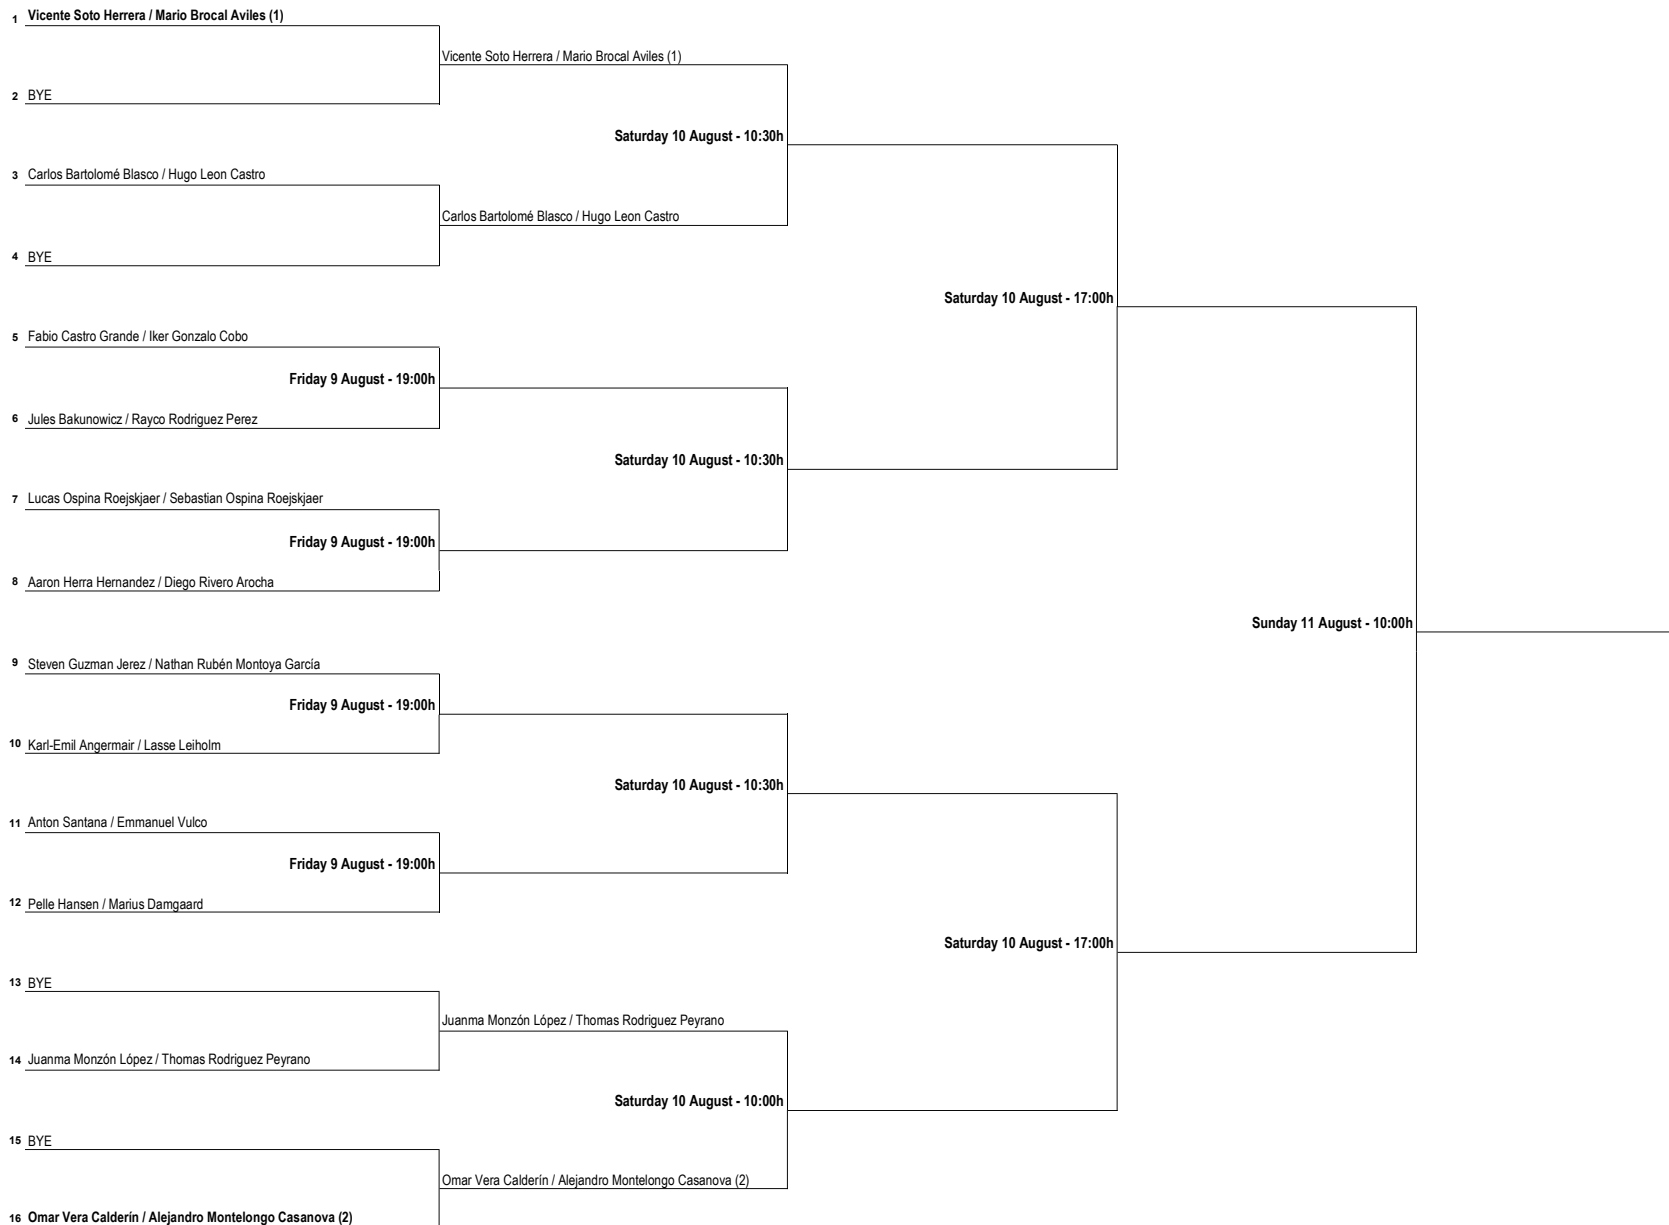 1 Vicente Soto Herrera / Mario Brocal Aviles (1)
Vicente Soto Herrera / Mario Brocal Aviles (1)
2 BYE
Saturday 10 August - 10:30h
3 Carlos Bartolomé Blasco / Hugo Leon Castro
Carlos Bartolomé Blasco / Hugo Leon Castro
4 BYE
Saturday 10 August - 17:00h
5 Fabio Castro Grande / Iker Gonzalo Cobo
Friday 9 August - 19:00h
6 Jules Bakunowicz / Rayco Rodriguez Perez
Saturday 10 August - 10:30h
7 Lucas Ospina Roejskjaer / Sebastian Ospina Roejskjaer
Friday 9 August - 19:00h
8 Aaron Herra Hernandez / Diego Rivero Arocha
Sunday 11 August - 10:00h
9 Steven Guzman Jerez / Nathan Rubén Montoya García
Friday 9 August - 19:00h
10 Karl-Emil Angermair / Lasse Leiholm
Saturday 10 August - 10:30h
11 Anton Santana / Emmanuel Vulco
Friday 9 August - 19:00h
12 Pelle Hansen / Marius Damgaard
Saturday 10 August - 17:00h
13 BYE
Juanma Monzón López / Thomas Rodriguez Peyrano
14 Juanma Monzón López / Thomas Rodriguez Peyrano
Saturday 10 August - 10:00h
15 BYE
Omar Vera Calderín / Alejandro Montelongo Casanova (2)
16 Omar Vera Calderín / Alejandro Montelongo Casanova (2)